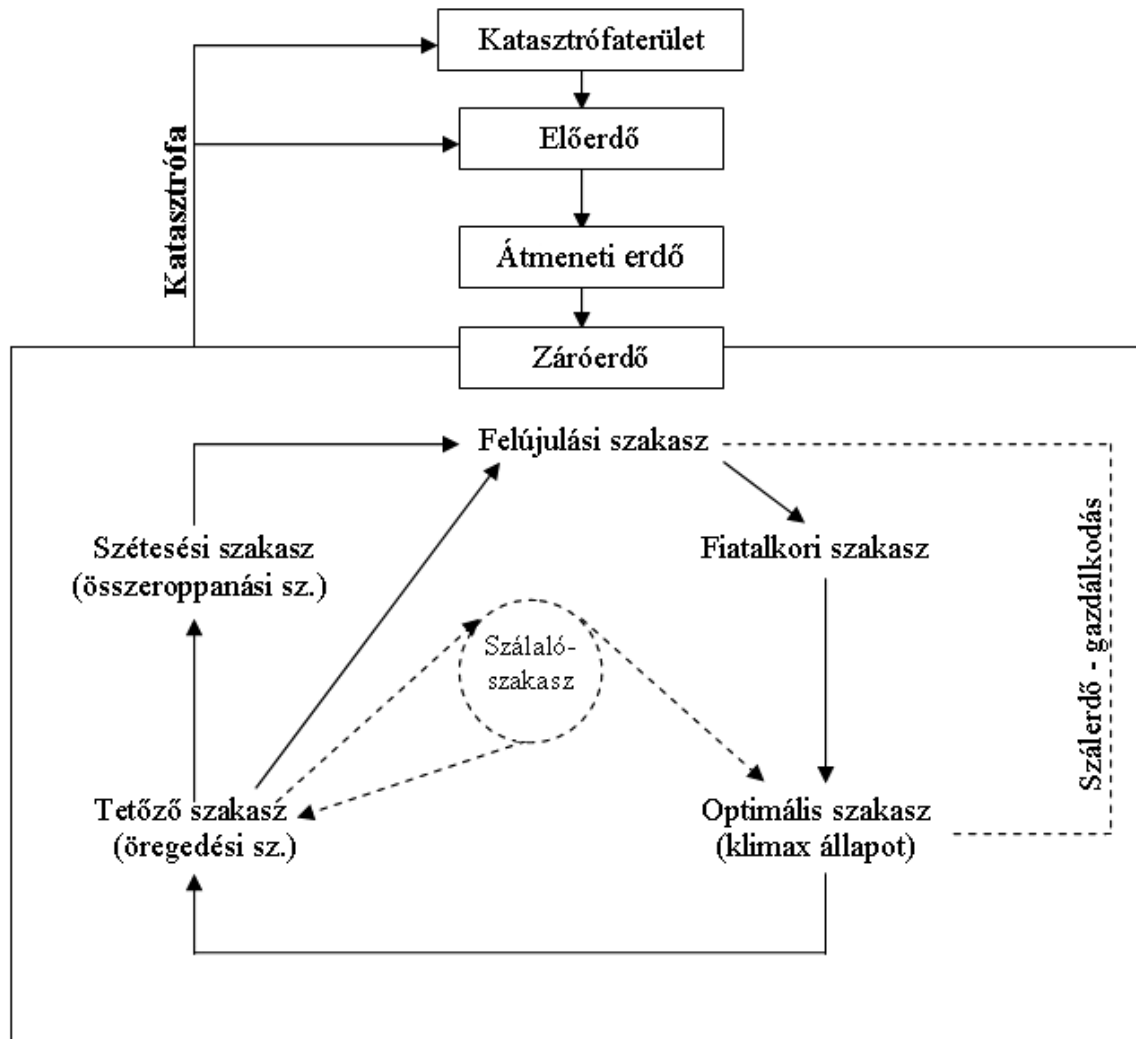 Katasztrófaterület
Előerdő
Katasztrófa
Átmeneti erdő
Záróerdő
Felújulási szakasz
Szétesési szakasz
(összeroppanási sz.)
Fiatalkori szakasz
Szálaló-
szakasz
Szálerdő - gazdálkodás
Tetőző szakasz
(öregedési sz.)
Optimális szakasz
(klimax állapot)